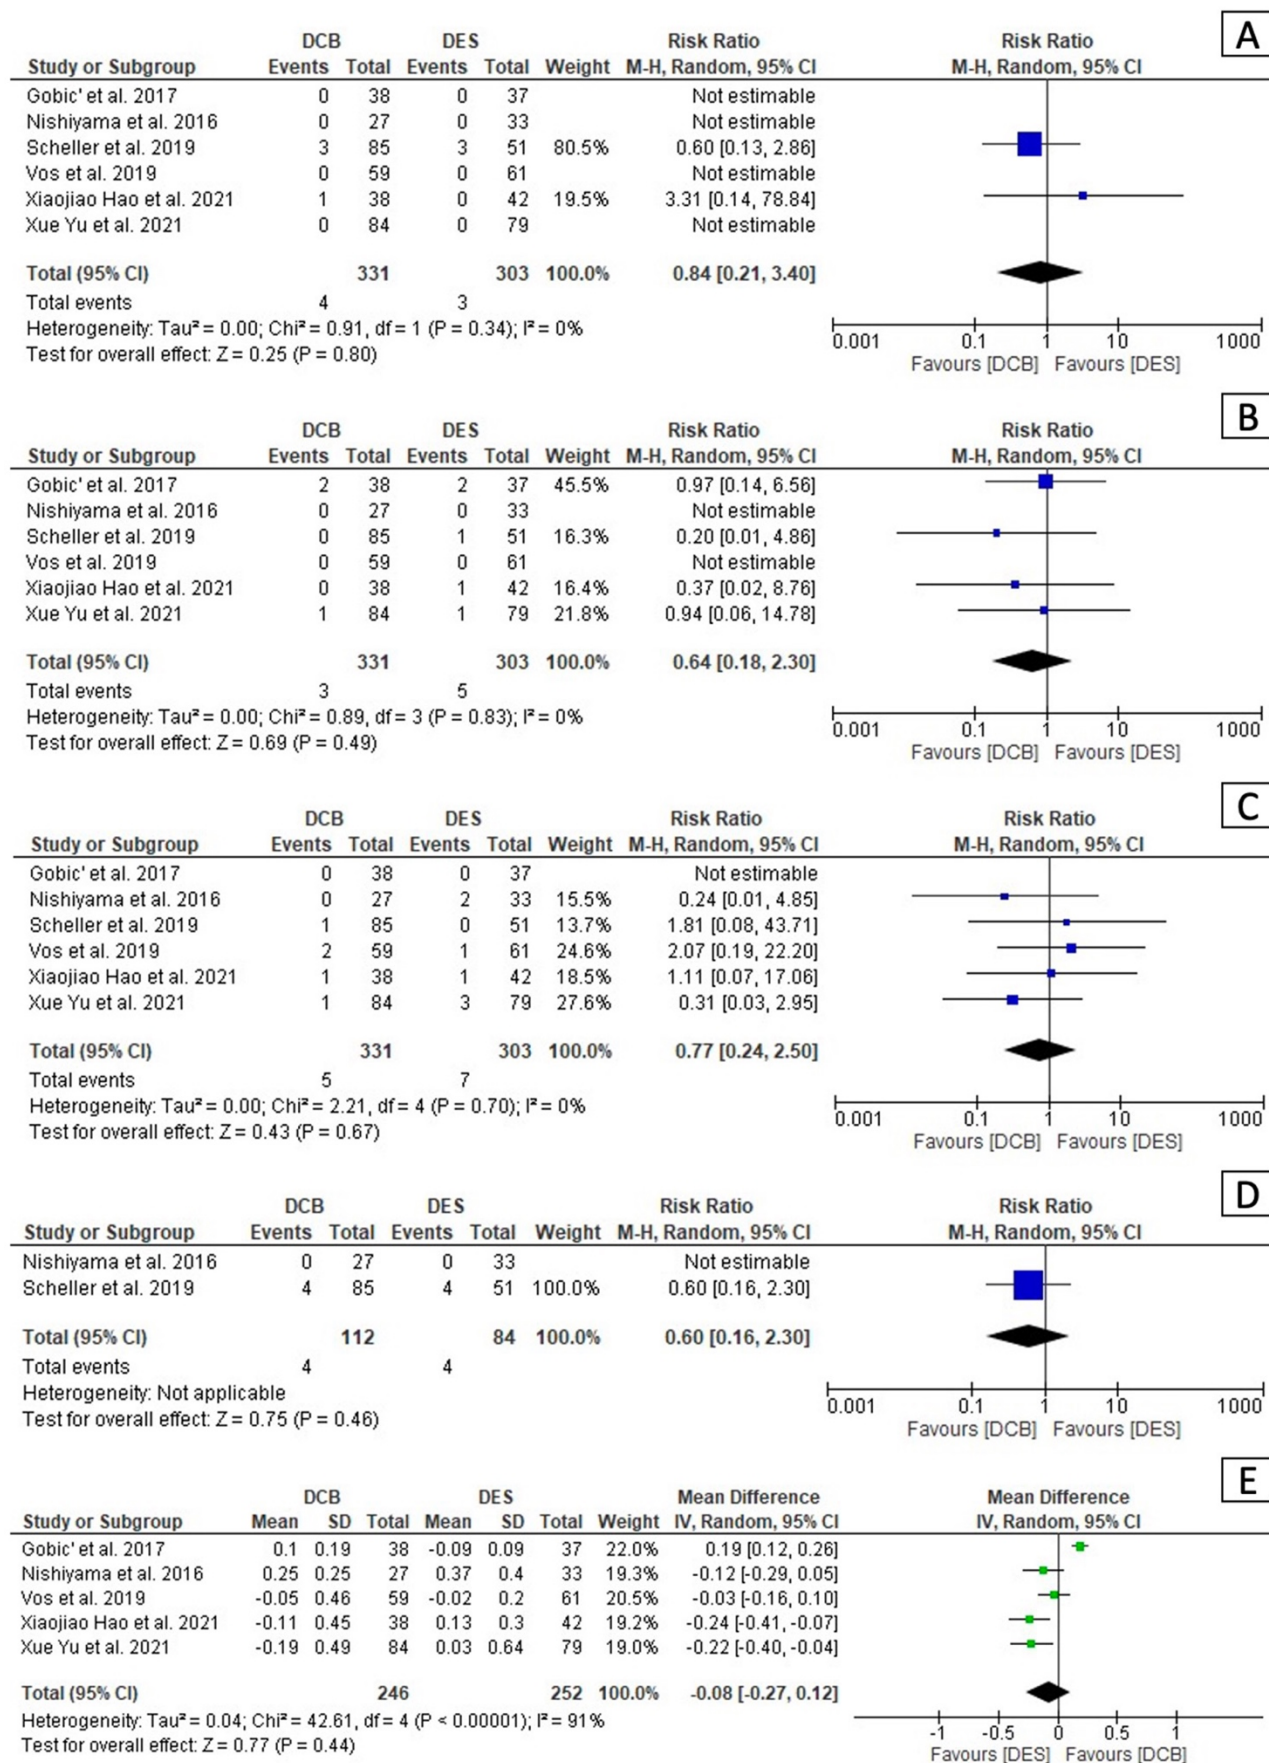 A
DCB DES Risk Ratio Risk Ratio
Study or Subgroup Events Total Events Total Weight M-H, Random, 95% CI M-H, Random, 95% CI
Gobic' et al. 2017 0 38 0 37 Not estimable
Nishiyama et al. 2016 0 27 0 33 Not estimable
Scheller et al. 2019 3 85 3 51 80.5% 0.60 [0.13, 2.86]
Vos et al. 2019 0 59 0 61 Not estimable
Xiaojiao Hao et al. 2021 1 38 0 42 19.5% 3.31 [0.14, 78.84]
Xue Yu et al. 2021 0 84 0 79 Not estimable
Total (95% CI) 331 303 100.0% 0.84 [0.21, 3.40]
Total events 4 3
Heterogeneity: Tau² = 0.00; Chi² = 0.91, df = 1 (P = 0.34); I² = 0%
Test for overall effect: Z = 0.25 (P = 0.80)
0.001 0.1 1 10 1000
Favours [DCB] Favours [DES]
B
DCB DES Risk Ratio Risk Ratio
Study or Subgroup Events Total Events Total Weight M-H, Random, 95% CI M-H, Random, 95% CI
Gobic' et al. 2017 2 38 2 37 45.5% 0.97 [0.14, 6.56]
Nishiyama et al. 2016 0 27 0 33 Not estimable
Scheller et al. 2019 0 85 1 51 16.3% 0.20 [0.01, 4.86]
Vos et al. 2019 0 59 0 61 Not estimable
Xiaojiao Hao et al. 2021 0 38 1 42 16.4% 0.37 [0.02, 8.76]
Xue Yu et al. 2021 1 84 1 79 21.8% 0.94 [0.06, 14.78]
Total (95% CI) 331 303 100.0% 0.64 [0.18, 2.30]
Total events 3 5
Heterogeneity: Tau² = 0.00; Chi² = 0.89, df = 3 (P = 0.83); I² = 0%
Test for overall effect: Z = 0.69 (P = 0.49)
0.001 0.1 1 10 1000
Favours [DCB] Favours [DES]
C
DCB DES Risk Ratio Risk Ratio
Study or Subgroup Events Total Events Total Weight M-H, Random, 95% CI M-H, Random, 95% CI
Gobic' et al. 2017 0 38 0 37 Not estimable
Nishiyama et al. 2016 0 27 2 33 15.5% 0.24 [0.01, 4.85]
Scheller et al. 2019 1 85 0 51 13.7% 1.81 [0.08, 43.71]
Vos et al. 2019 2 59 1 61 24.6% 2.07 [0.19, 22.20]
Xiaojiao Hao et al. 2021 1 38 1 42 18.5% 1.11 [0.07, 17.06]
Xue Yu et al. 2021 1 84 3 79 27.6% 0.31 [0.03, 2.95]
Total (95% CI) 331 303 100.0% 0.77 [0.24, 2.50]
Total events 5 7
Heterogeneity: Tau² = 0.00; Chi² = 2.21, df = 4 (P = 0.70); I² = 0%
Test for overall effect: Z = 0.43 (P = 0.67)
0.001 0.1 1 10 1000
Favours [DCB] Favours [DES]
D
DCB DES Risk Ratio Risk Ratio
Study or Subgroup Events Total Events Total Weight M-H, Random, 95% CI M-H, Random, 95% CI
Nishiyama et al. 2016 0 27 0 33 Not estimable
Scheller et al. 2019 4 85 4 51 100.0% 0.60 [0.16, 2.30]
Total (95% CI) 112 84 100.0% 0.60 [0.16, 2.30]
Total events 4 4
Heterogeneity: Not applicable
Test for overall effect: Z = 0.75 (P = 0.46)
0.001 0.1 1 10 1000
Favours [DCB] Favours [DES]
E
DCB DES Mean Difference Mean Difference
Study or Subgroup Mean SD Total Mean SD Total Weight IV, Random, 95% CI IV, Random, 95% CI
Gobic' et al. 2017 0.1 0.19 38 -0.09 0.09 37 22.0% 0.19 [0.12, 0.26]
Nishiyama et al. 2016 0.25 0.25 27 0.37 0.4 33 19.3% -0.12 [-0.29, 0.05]
Vos et al. 2019 -0.05 0.46 59 -0.02 0.2 61 20.5% -0.03 [-0.16, 0.10]
Xiaojiao Hao et al. 2021 -0.11 0.45 38 0.13 0.3 42 19.2% -0.24 [-0.41, -0.07]
Xue Yu et al. 2021 -0.19 0.49 84 0.03 0.64 79 19.0% -0.22 [-0.40, -0.04]
Total (95% CI) 246 252 100.0% -0.08 [-0.27, 0.12]
Heterogeneity: Tau² = 0.04; Chi² = 42.61, df = 4 (P < 0.00001); I² = 91%
Test for overall effect: Z = 0.77 (P = 0.44)
-1 -0.5 0 0.5 1
Favours [DES] Favours [DCB]